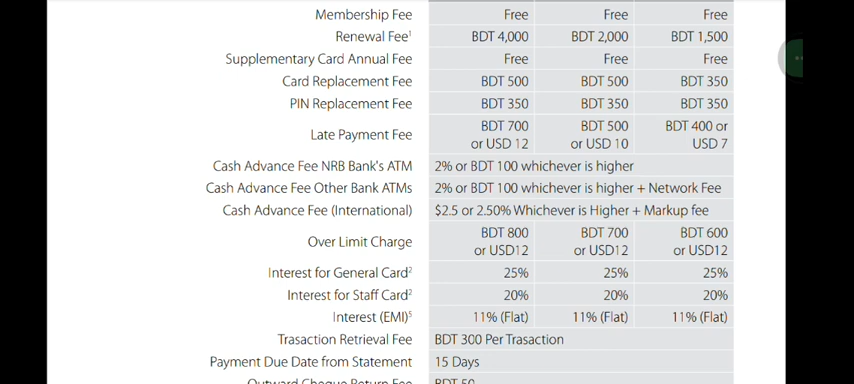 Membership Fee Free Free Free
Renewal Fee¹ BDT 4,000 BDT 2,000 BDT 1,500
Supplementary Card Annual Fee Free Free Free
Card Replacement Fee BDT 500 BDT 500 BDT 350
PIN Replacement Fee BDT 350 BDT 350 BDT 350
Late Payment Fee BDT 700 or USD 12 BDT 500 or USD 10 BDT 400 or USD 7
Cash Advance Fee NRB Bank's ATM 2% or BDT 100 whichever is higher
Cash Advance Fee Other Bank ATMs 2% or BDT 100 whichever is higher + Network Fee
Cash Advance Fee (International) $2.5 or 2.50% Whichever is Higher + Markup fee
Over Limit Charge BDT 800 or USD12 BDT 700 or USD12 BDT 600 or USD12
Interest for General Card² 25% 25% 25%
Interest for Staff Card² 20% 20% 20%
Interest (EMI)⁵ 11% (Flat) 11% (Flat) 11% (Flat)
Trasaction Retrieval Fee BDT 300 Per Trasaction
Payment Due Date from Statement 15 Days
Outward Cheque Return Fee BDT 50